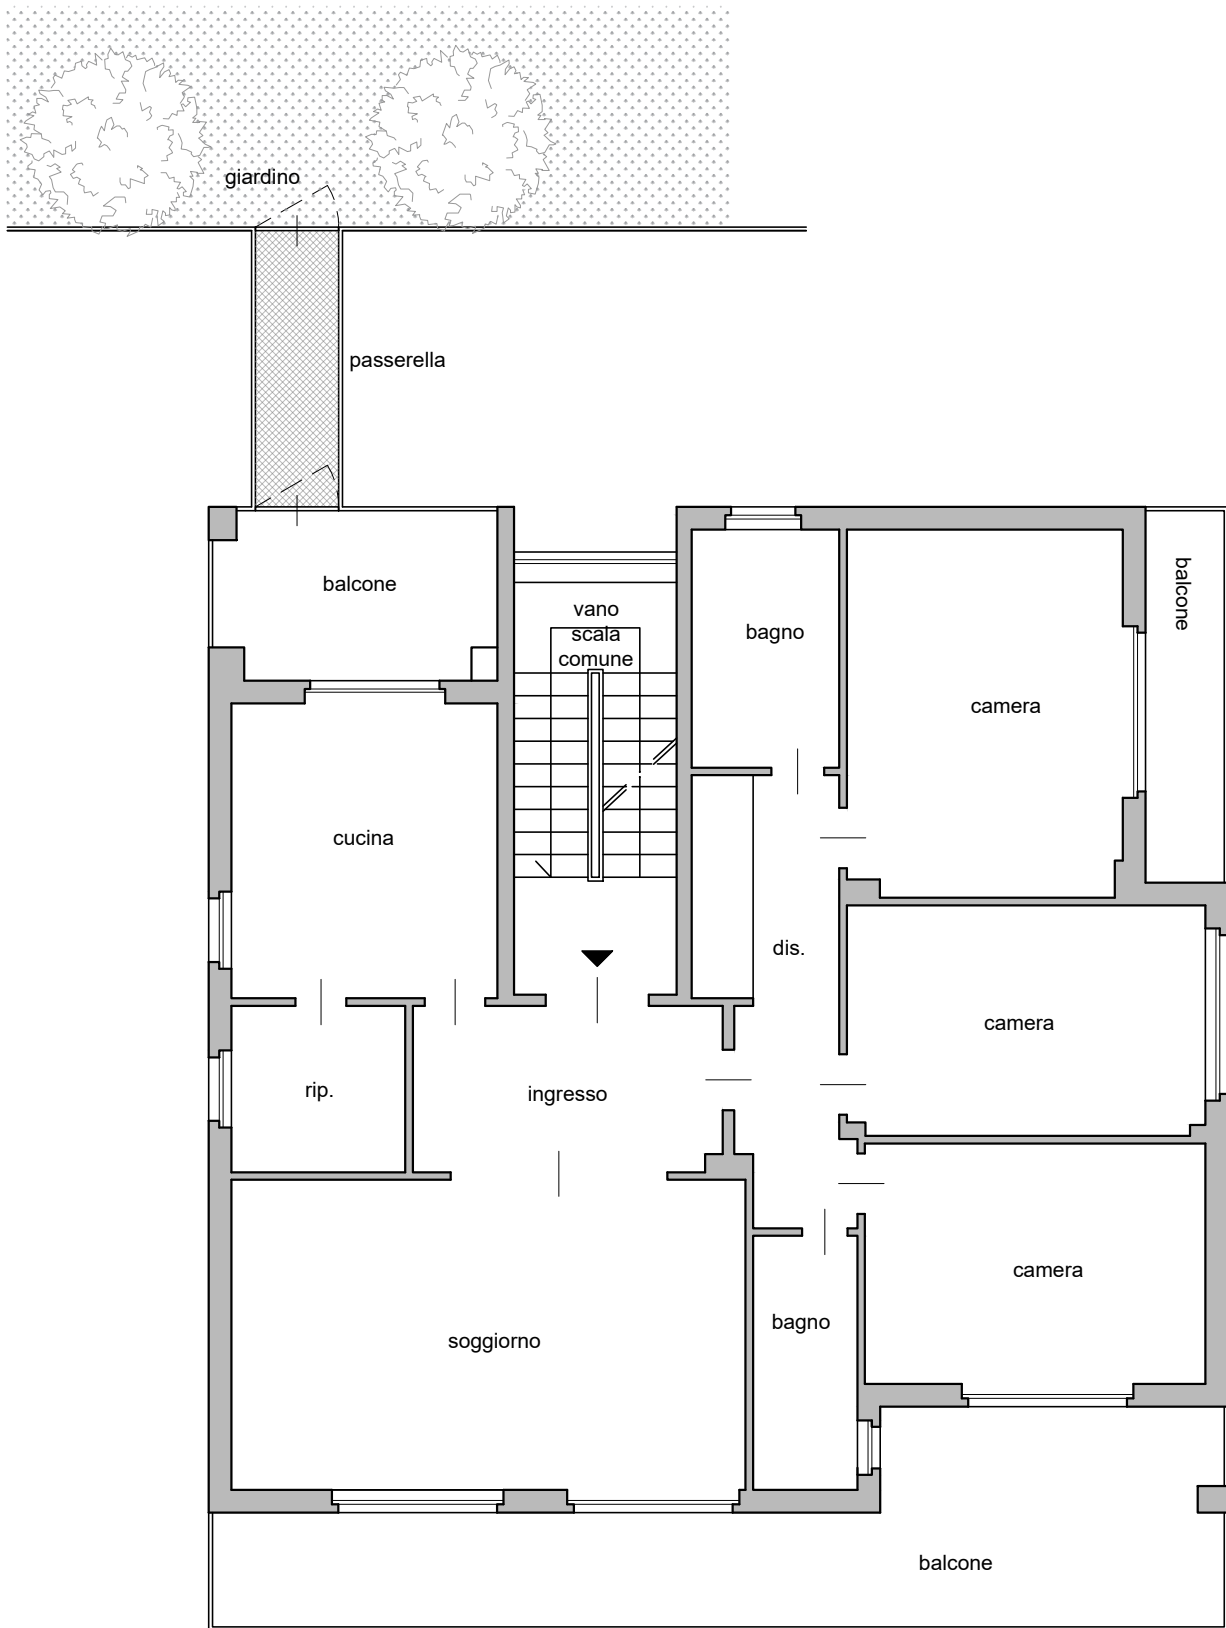 giardino
passerella
balcone
vano
scala
comune
bagno
balcone
camera
cucina
dis.
camera
rip.
ingresso
camera
soggiorno
bagno
balcone